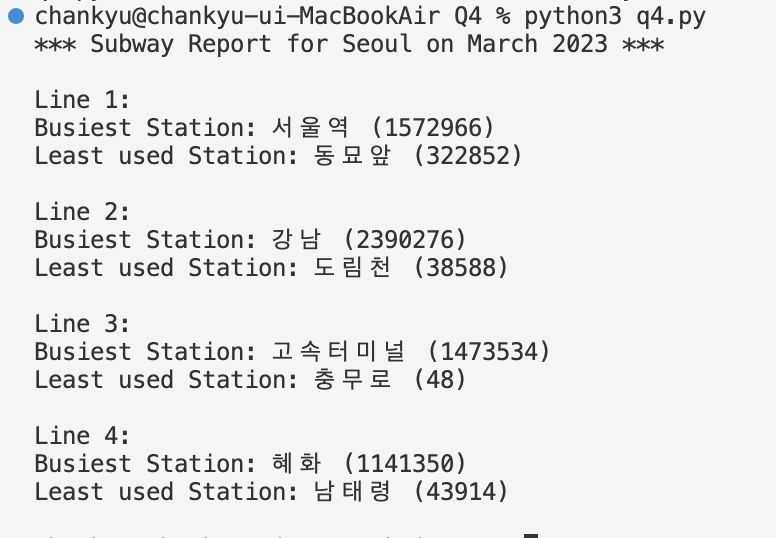 chankyu@chankyu-ui-MacBookAir Q4 % python3 q4.py
*** Subway Report for Seoul on March 2023 ***
Line 1:
Busiest Station: 서울역 (1572966)
Least used Station: 동묘앞 (322852)
Line 2:
Busiest Station: 강남 (2390276)
Least used Station: 도림천 (38588)
Line 3:
Busiest Station: 고속터미널 (1473534)
Least used Station: 충무로 (48)
Line 4:
Busiest Station: 혜화 (1141350)
Least used Station: 남태령 (43914)